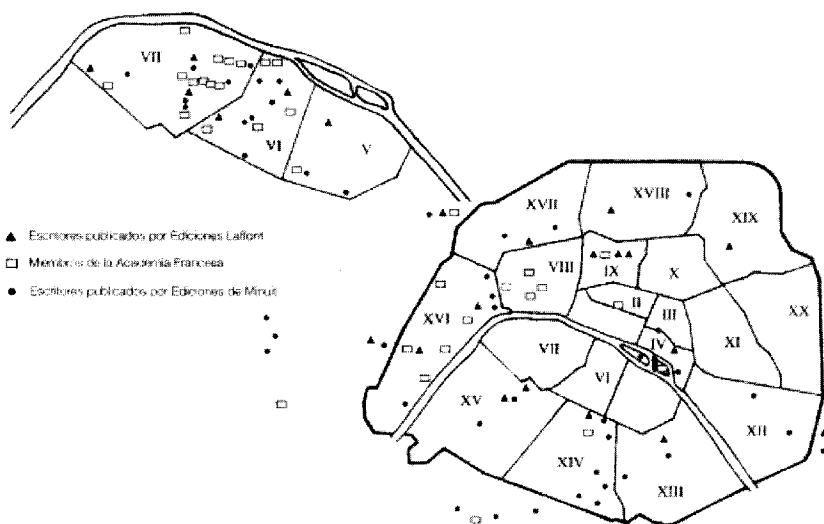 VII
VI
V
▲ Escritores publicados por Ediciones Laffont
□ Miembros de la Academia Francesa
● Escritores publicados por Ediciones de Minuit
XVII
XVIII
XIX
VIII
IX
X
II
III
XX
XVI
IV
XI
VII
VI
XV
XII
XIV
XIII